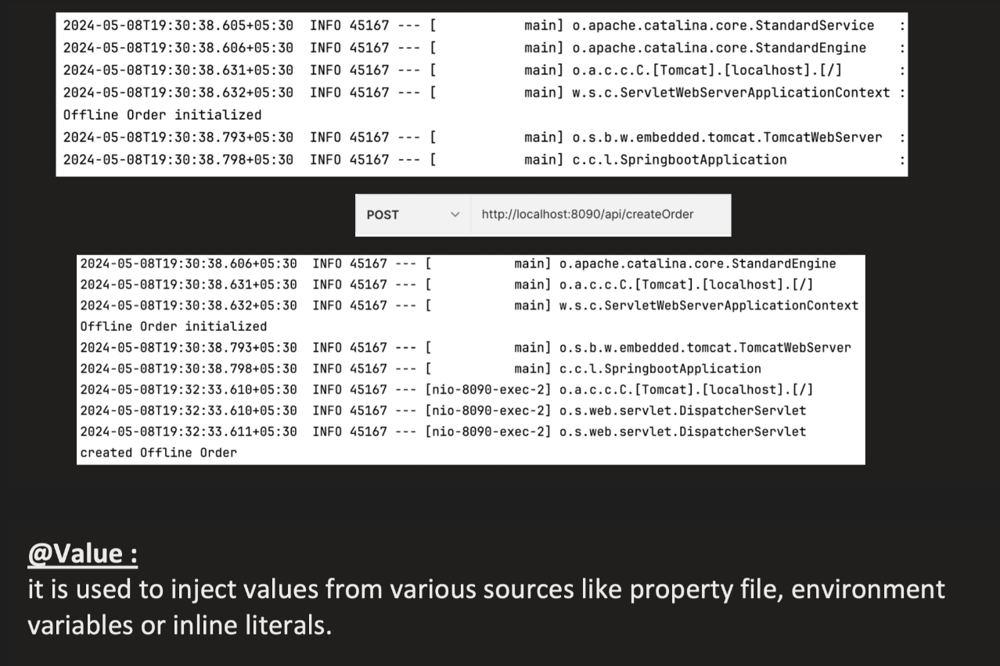 2024-05-08T19:30:38.605+05:30  INFO 45167 --- [           main] o.apache.catalina.core.StandardService   :
2024-05-08T19:30:38.606+05:30  INFO 45167 --- [           main] o.apache.catalina.core.StandardEngine    :
2024-05-08T19:30:38.631+05:30  INFO 45167 --- [           main] o.a.c.c.C.[Tomcat].[localhost].[/]       :
2024-05-08T19:30:38.632+05:30  INFO 45167 --- [           main] w.s.c.ServletWebServerApplicationContext :
Offline Order initialized
2024-05-08T19:30:38.793+05:30  INFO 45167 --- [           main] o.s.b.w.embedded.tomcat.TomcatWebServer  :
2024-05-08T19:30:38.798+05:30  INFO 45167 --- [           main] c.c.l.SpringbootApplication              :
POST http://localhost:8090/api/createOrder
2024-05-08T19:30:38.606+05:30  INFO 45167 --- [           main] o.apache.catalina.core.StandardEngine
2024-05-08T19:30:38.631+05:30  INFO 45167 --- [           main] o.a.c.c.C.[Tomcat].[localhost].[/]
2024-05-08T19:30:38.632+05:30  INFO 45167 --- [           main] w.s.c.ServletWebServerApplicationContext
Offline Order initialized
2024-05-08T19:30:38.793+05:30  INFO 45167 --- [           main] o.s.b.w.embedded.tomcat.TomcatWebServer
2024-05-08T19:30:38.798+05:30  INFO 45167 --- [           main] c.c.l.SpringbootApplication
2024-05-08T19:32:33.610+05:30  INFO 45167 --- [nio-8090-exec-2] o.a.c.c.C.[Tomcat].[localhost].[/]
2024-05-08T19:32:33.610+05:30  INFO 45167 --- [nio-8090-exec-2] o.s.web.servlet.DispatcherServlet
2024-05-08T19:32:33.611+05:30  INFO 45167 --- [nio-8090-exec-2] o.s.web.servlet.DispatcherServlet
created Offline Order
@Value :
it is used to inject values from various sources like property file, environment
variables or inline literals.